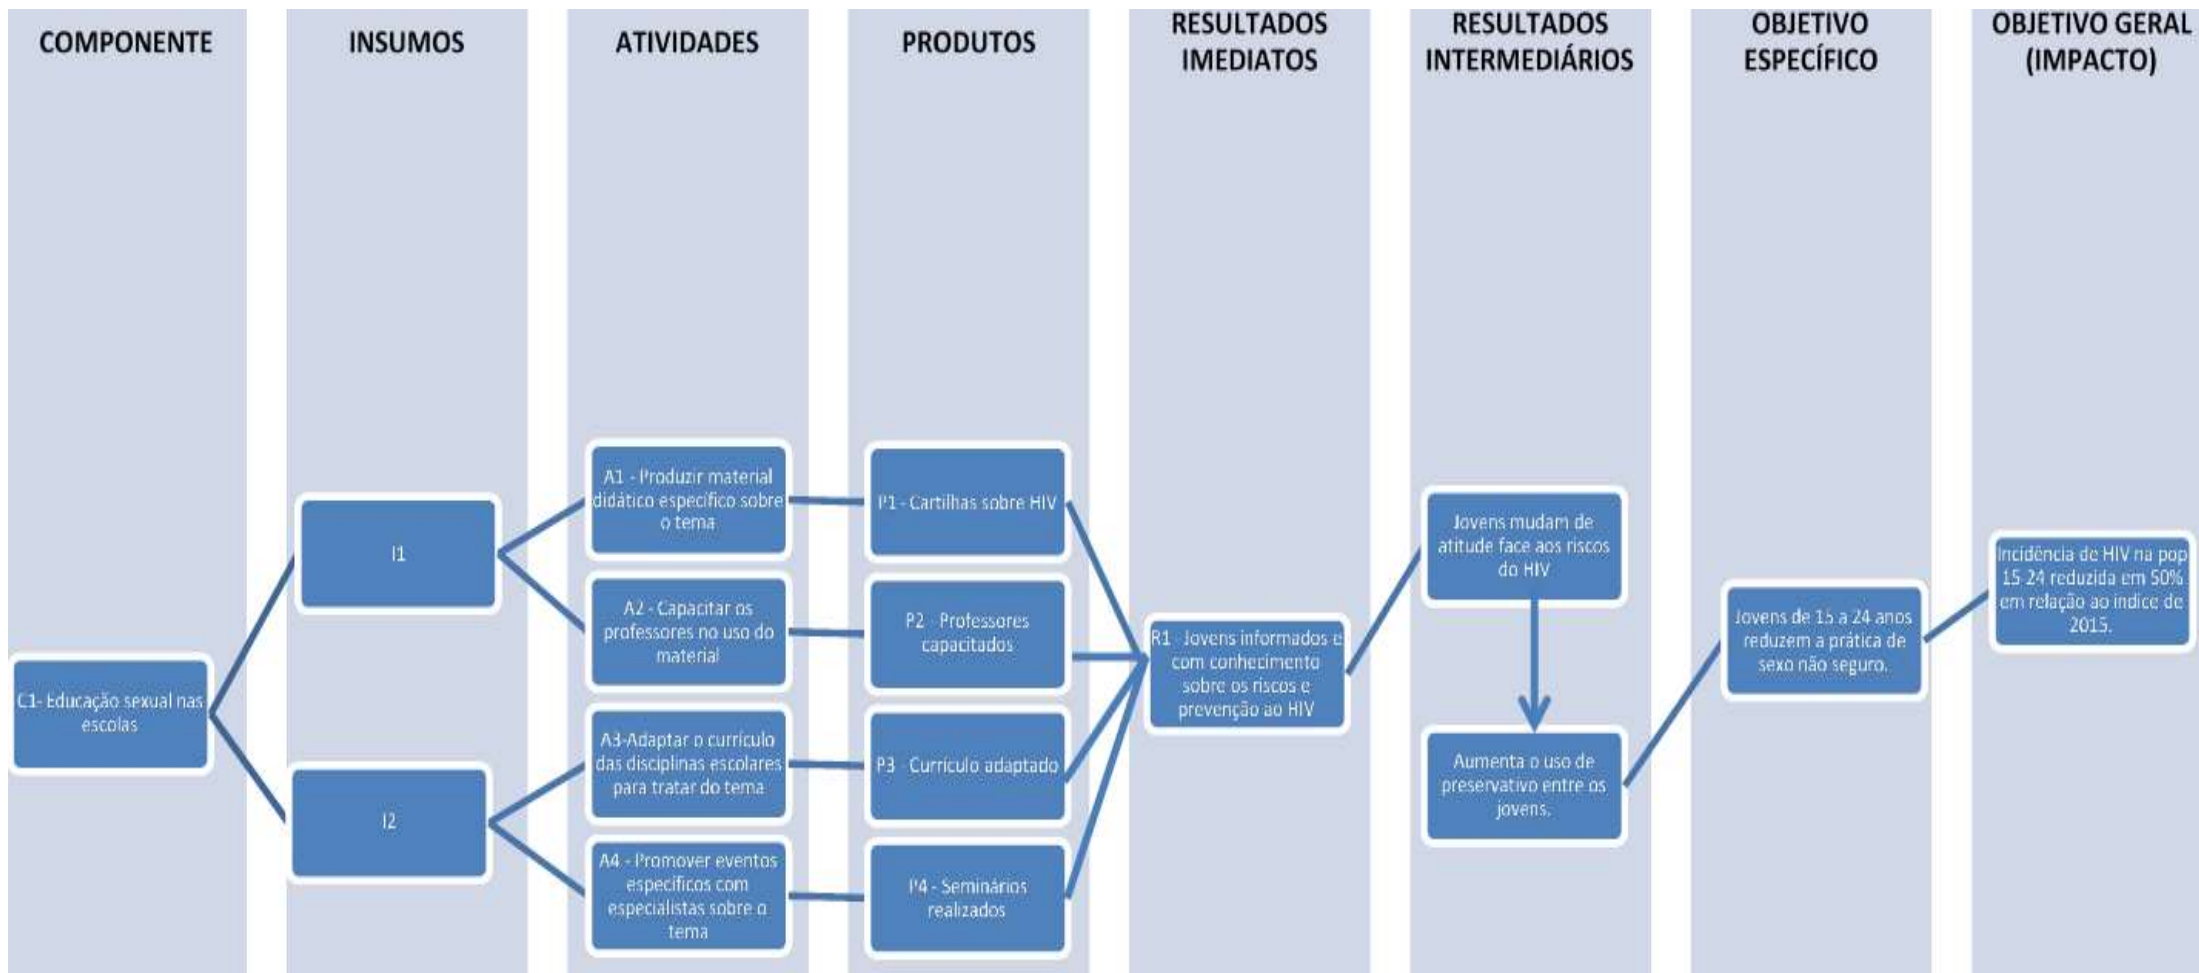 COMPONENTE
INSUMOS
ATIVIDADES
PRODUTOS
RESULTADOS
IMEDIATOS
RESULTADOS
INTERMEDIÁRIOS
OBJETIVO
ESPECÍFICO
OBJETIVO GERAL
(IMPACTO)
C1- Educação sexual nas
escolas
I1
I2
A1 - Produzir material
didático específico sobre
o tema
A2 - Capacitar os
professores no uso do
material
A3-Adaptar o currículo
das disciplinas escolares
para tratar do tema
A4 - Promover eventos
específicos com
especialistas sobre o
tema
P1 - Cartilhas sobre HIV
P2 - Professores
capacitados
P3 - Currículo adaptado
P4 - Seminários
realizados
R1 - Jovens informados e
com conhecimento
sobre os riscos e
prevenção ao HIV
Jovens mudam de
atitude face aos riscos
do HIV
Aumenta o uso de
preservativo entre os
jovens.
Jovens de 15 a 24 anos
reduzem a prática de
sexo não seguro.
Incidência de HIV na pop
15-24 reduzida em 50%
em relação ao índice de
2015.